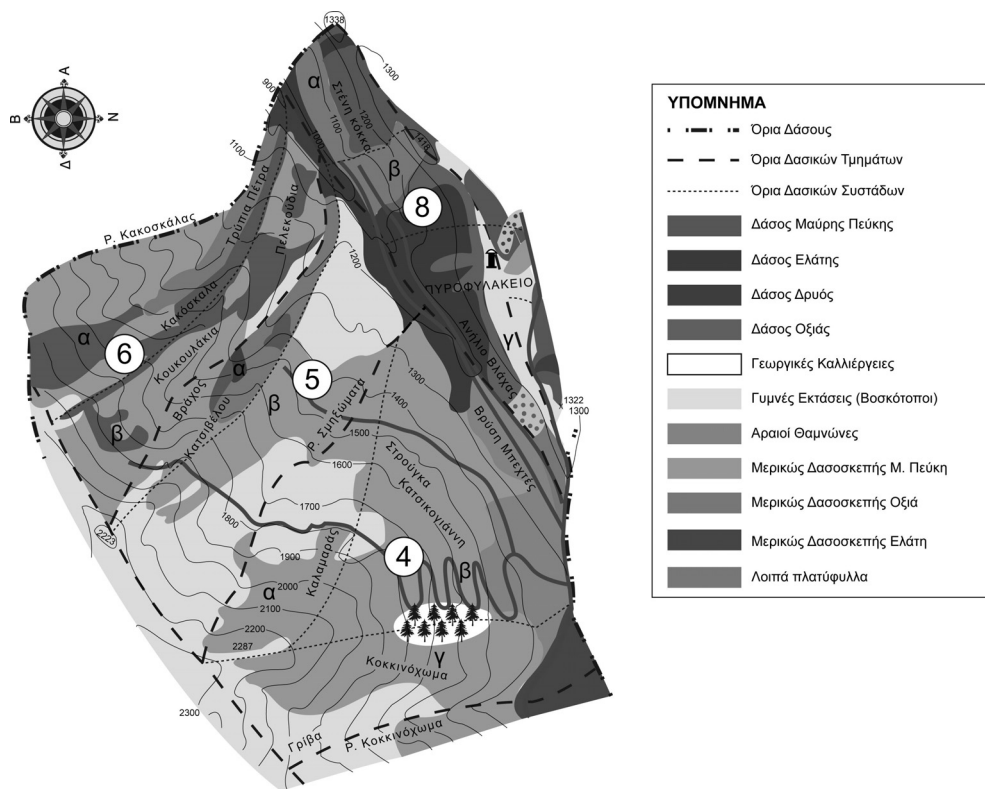 1338
1300
Α
Β
Ν
Δ
900
α
Στένη κόκκα
1200
1100
1000
1416
1100
β
Ρ. Κακοσκάλας
Τρύπια Πέτρα
Πελεκούδια
8
1200
ΠΥΡΟΦΥΛΑΚΕΙΟ
α
Κακόσκαλα
6
Κουκουλάκια
Ανήλιο Βλάχας
γ
Βράχος
α
5
1300
Ρ. Σμηξώματα
1400
1322
1300
β
Κατσιβέλου
β
1500
Βρύση Μπεχτές
Στρούγκα
Κατσικογιάννη
1600
1700
1800
2223
1900
Καλαμαράς
4
β
α
2000
2100
2200
2287
γ
Κοκκινόχωμα
2300
Γρίβα
Ρ. Κοκκινόχωμα
ΥΠΟΜΝΗΜΑ
Όρια Δάσους
Όρια Δασικών Τμημάτων
Όρια Δασικών Συστάδων
Δάσος Μαύρης Πεύκης
Δάσος Ελάτης
Δάσος Δρυός
Δάσος Οξιάς
Γεωργικές Καλλιέργειες
Γυμνές Εκτάσεις (Βοσκότοποι)
Αραιοί Θαμνώνες
Μερικώς Δασοσκεπής Μ. Πεύκη
Μερικώς Δασοσκεπής Οξιά
Μερικώς Δασοσκεπής Ελάτη
Λοιπά πλατύφυλλα